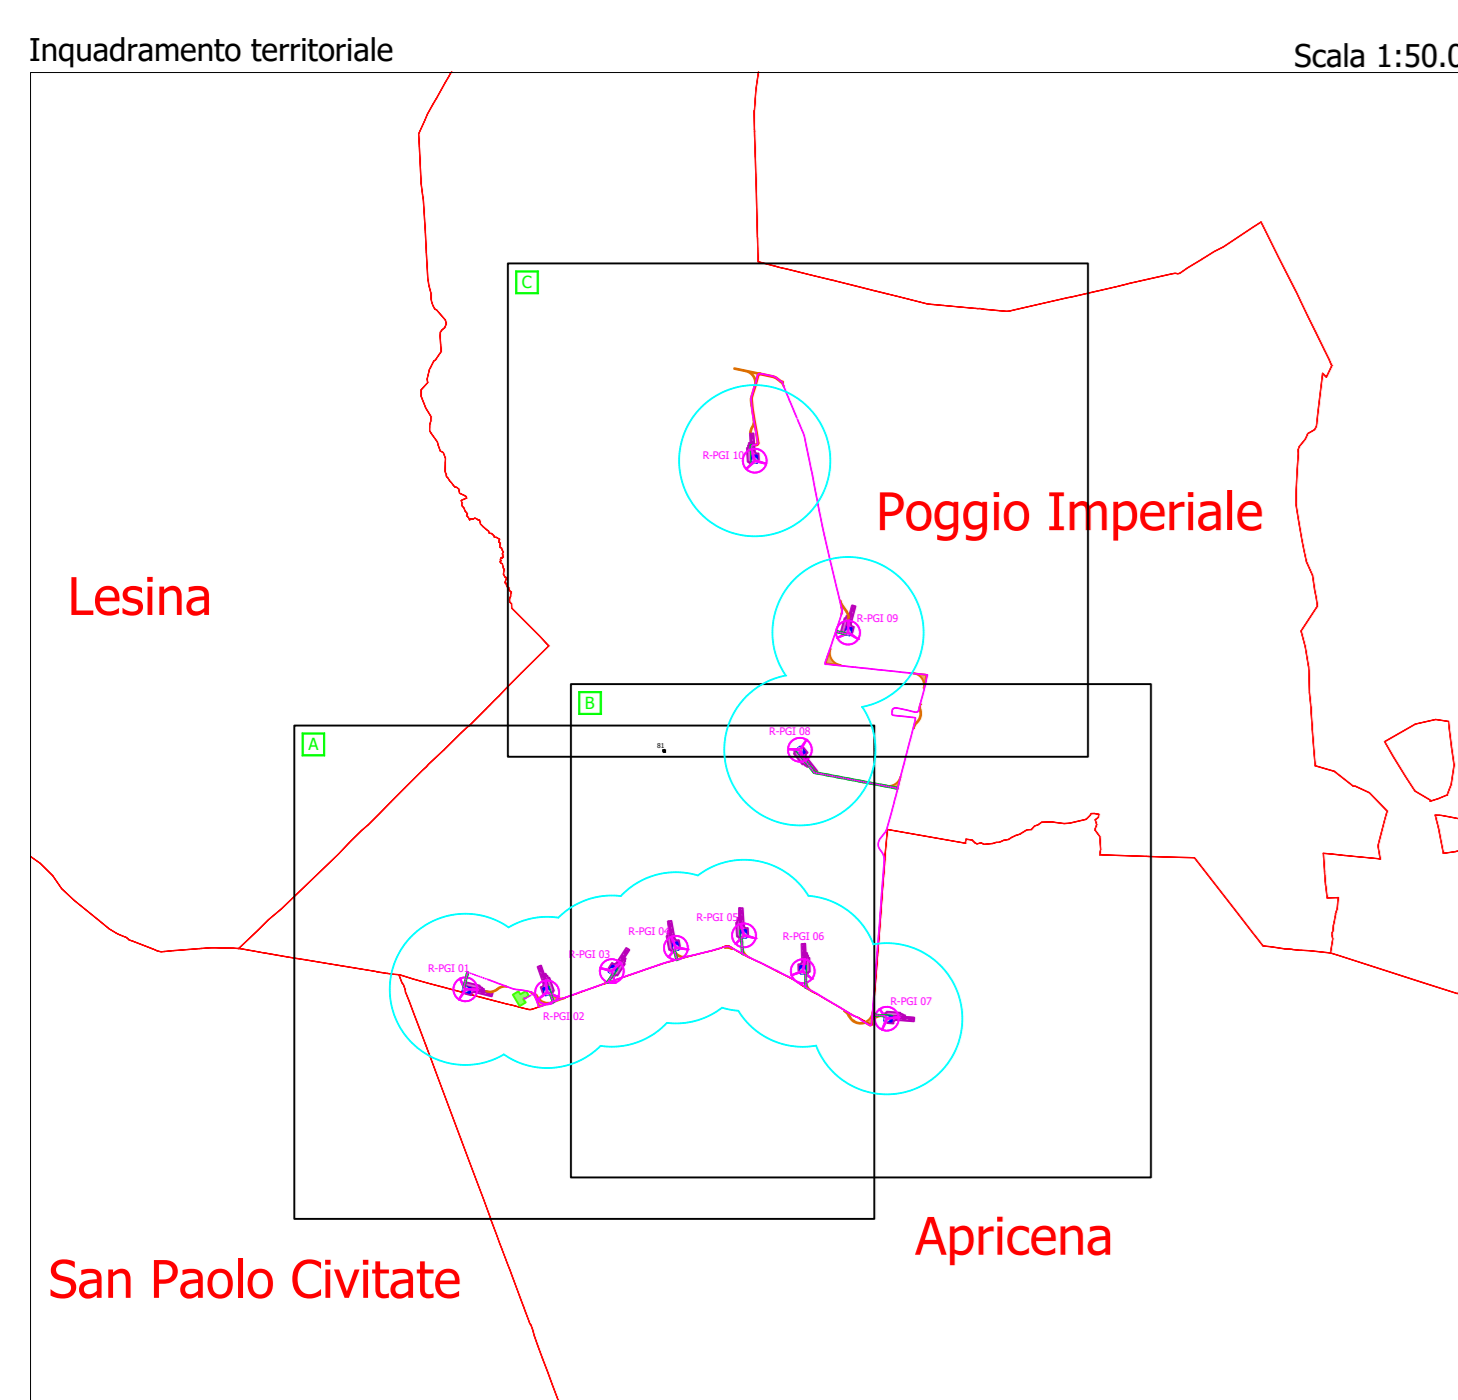 Inquadramento territoriale
Scala 1:50.0
C
R-PGI 10
Poggio Imperiale
Lesina
R-PGI 09
B
R-PGI 08
A
81
R-PGI 05
R-PGI 04
R-PGI 06
R-PGI 03
R-PGI 01
R-PGI 07
R-PGI 02
Apricena
San Paolo Civitate